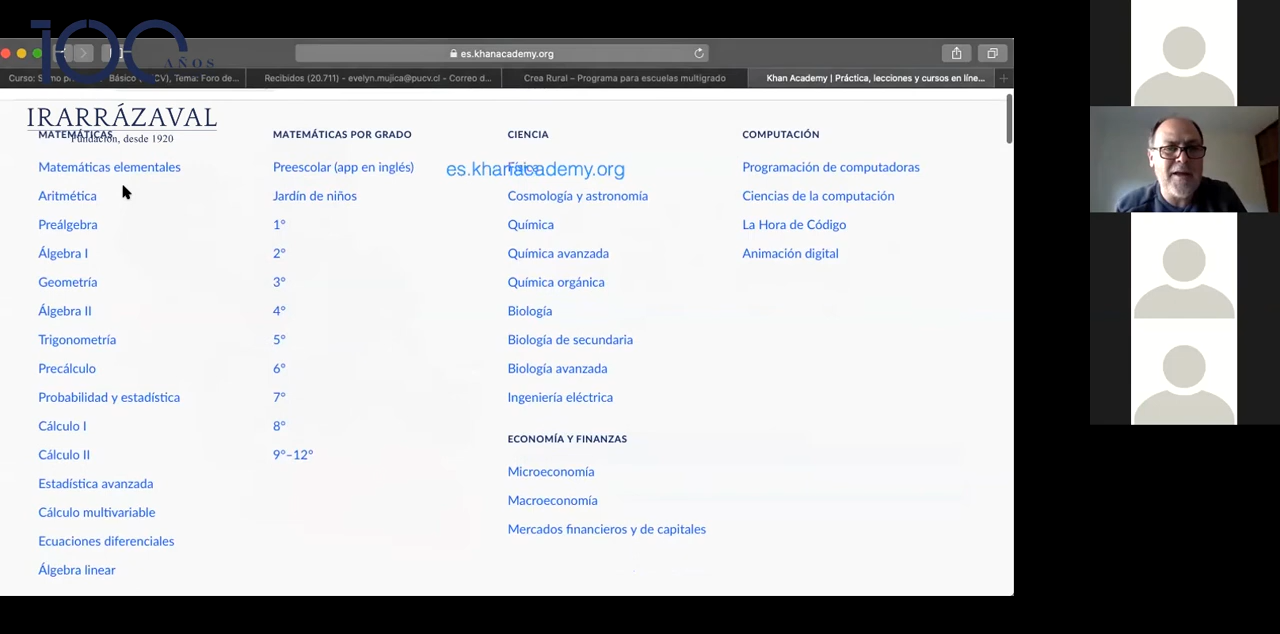 100
AÑOS
IRARRÁZAVAL
Fundación, desde 1920
es.khanacademy.org
Recibidos (20.711) – evelyn.mujica@pucv.cl – Correo d...
Crea Rural – Programa para escuelas multigrado
Khan Academy | Práctica, lecciones y cursos en líne...
es.khanacademy.org
MATEMÁTICAS
Matemáticas elementales
Aritmética
Preálgebra
Álgebra I
Geometría
Álgebra II
Trigonometría
Precálculo
Probabilidad y estadística
Cálculo I
Cálculo II
Estadística avanzada
Cálculo multivariable
Ecuaciones diferenciales
Álgebra linear
MATEMÁTICAS POR GRADO
Preescolar (app en inglés)
Jardín de niños
1°
2°
3°
4°
5°
6°
7°
8°
9°–12°
CIENCIA
Física
Cosmología y astronomía
Química
Química avanzada
Química orgánica
Biología
Biología de secundaria
Biología avanzada
Ingeniería eléctrica
ECONOMÍA Y FINANZAS
Microeconomía
Macroeconomía
Mercados financieros y de capitales
COMPUTACIÓN
Programación de computadoras
Ciencias de la computación
La Hora de Código
Animación digital